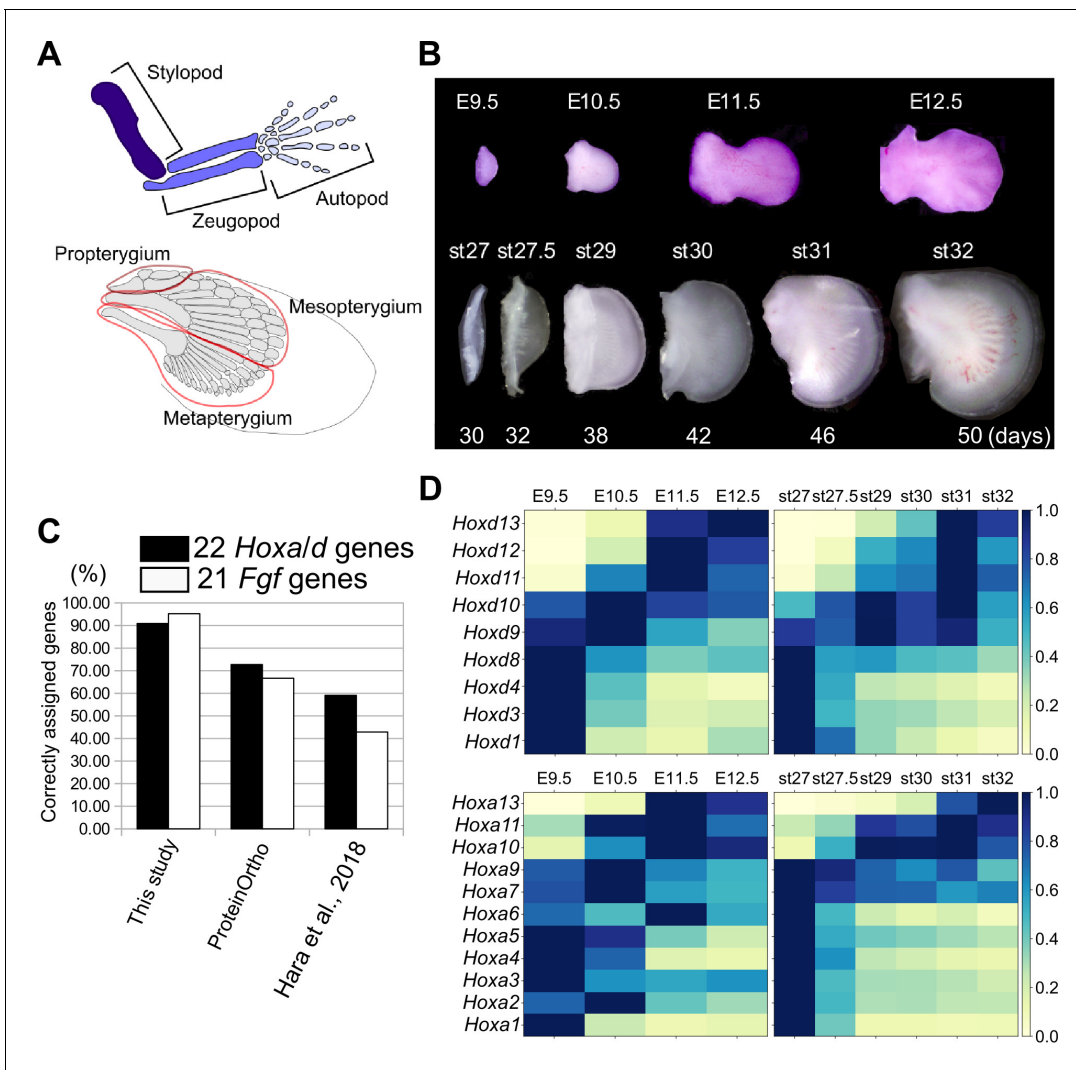 A
Stylopod
Zeugopod
Autopod
Propterygium
Mesopterygium
Metapterygium
B
E9.5 E10.5 E11.5 E12.5
st27 st27.5 st29 st30 st31 st32
30 32 38 42 46 50 (days)
C
22 Hoxa/d genes
21 Fgf genes
(%)
Correctly assigned genes
100.00
90.00
80.00
70.00
60.00
50.00
40.00
30.00
20.00
10.00
0.00
This study
ProteinOrtho
Hara et al., 2018
D
E9.5 E10.5 E11.5 E12.5 st27 st27.5 st29 st30 st31 st32
Hoxd13
Hoxd12
Hoxd11
Hoxd10
Hoxd9
Hoxd8
Hoxd4
Hoxd3
Hoxd1
1.0
0.8
0.6
0.4
0.2
0.0
E9.5 E10.5 E11.5 E12.5 st27 st27.5 st29 st30 st31 st32
Hoxa13
Hoxa11
Hoxa10
Hoxa9
Hoxa7
Hoxa6
Hoxa5
Hoxa4
Hoxa3
Hoxa2
Hoxa1
1.0
0.8
0.6
0.4
0.2
0.0